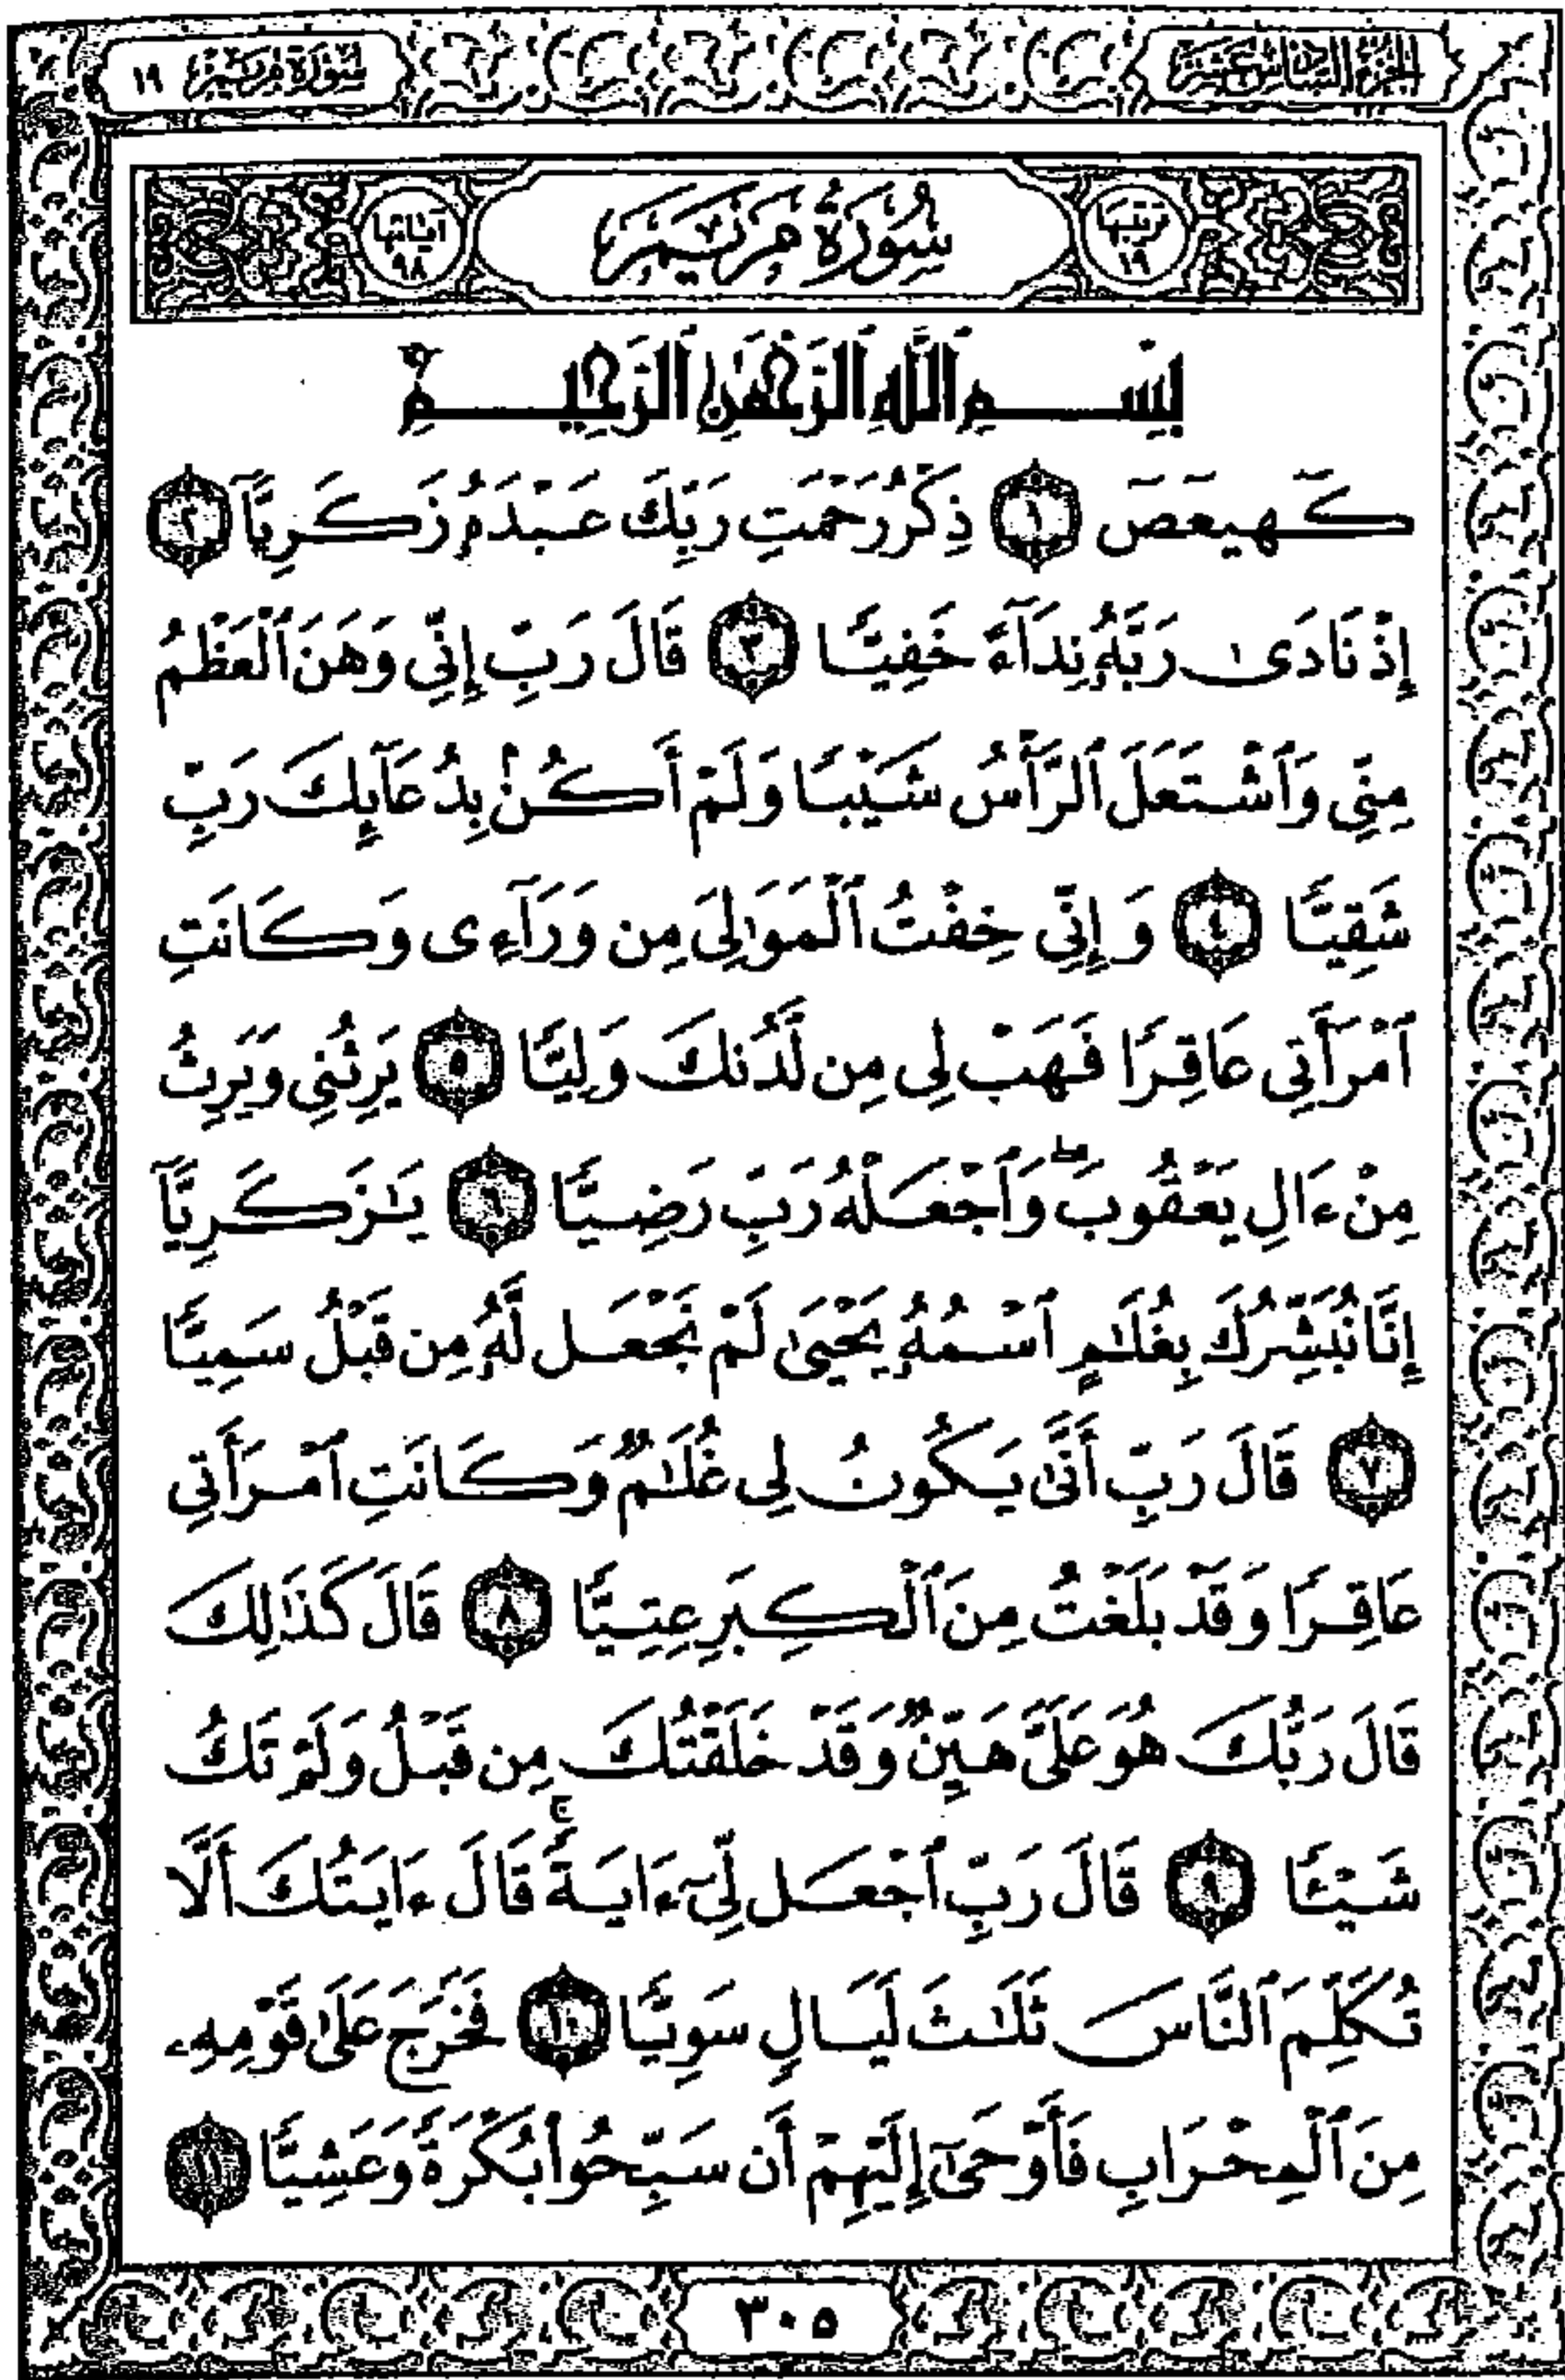 الجزء السادس عشر
سورة مريم ١٩
ترتيبها ١٩
سُورَةُ مَرْيَمَ
آياتها ٩٨
بِسْمِ ٱللَّهِ ٱلرَّحْمَٰنِ ٱلرَّحِيمِ
كٓهيعٓصٓ ١ ذِكْرُ رَحْمَتِ رَبِّكَ عَبْدَهُۥ زَكَرِيَّآ ٢
إِذْ نَادَىٰ رَبَّهُۥ نِدَآءً خَفِيًّا ٣ قَالَ رَبِّ إِنِّى وَهَنَ ٱلْعَظْمُ
مِنِّى وَٱشْتَعَلَ ٱلرَّأْسُ شَيْبًا وَلَمْ أَكُنۢ بِدُعَآئِكَ رَبِّ
شَقِيًّا ٤ وَإِنِّى خِفْتُ ٱلْمَوَٰلِىَ مِن وَرَآءِى وَكَانَتِ
ٱمْرَأَتِى عَاقِرًا فَهَبْ لِى مِن لَّدُنكَ وَلِيًّا ٥ يَرِثُنِى وَيَرِثُ
مِنْ ءَالِ يَعْقُوبَ ۖ وَٱجْعَلْهُ رَبِّ رَضِيًّا ٦ يَٰزَكَرِيَّآ
إِنَّا نُبَشِّرُكَ بِغُلَٰمٍ ٱسْمُهُۥ يَحْيَىٰ لَمْ نَجْعَل لَّهُۥ مِن قَبْلُ سَمِيًّا
٧ قَالَ رَبِّ أَنَّىٰ يَكُونُ لِى غُلَٰمٌ وَكَانَتِ ٱمْرَأَتِى
عَاقِرًا وَقَدْ بَلَغْتُ مِنَ ٱلْكِبَرِ عِتِيًّا ٨ قَالَ كَذَٰلِكَ
قَالَ رَبُّكَ هُوَ عَلَىَّ هَيِّنٌ وَقَدْ خَلَقْتُكَ مِن قَبْلُ وَلَمْ تَكُ
شَيْـًٔا ٩ قَالَ رَبِّ ٱجْعَل لِّىٓ ءَايَةً ۚ قَالَ ءَايَتُكَ أَلَّا
تُكَلِّمَ ٱلنَّاسَ ثَلَٰثَ لَيَالٍ سَوِيًّا ١٠ فَخَرَجَ عَلَىٰ قَوْمِهِۦ
مِنَ ٱلْمِحْرَابِ فَأَوْحَىٰٓ إِلَيْهِمْ أَن سَبِّحُوا۟ بُكْرَةً وَعَشِيًّا ١١
٣٠٥